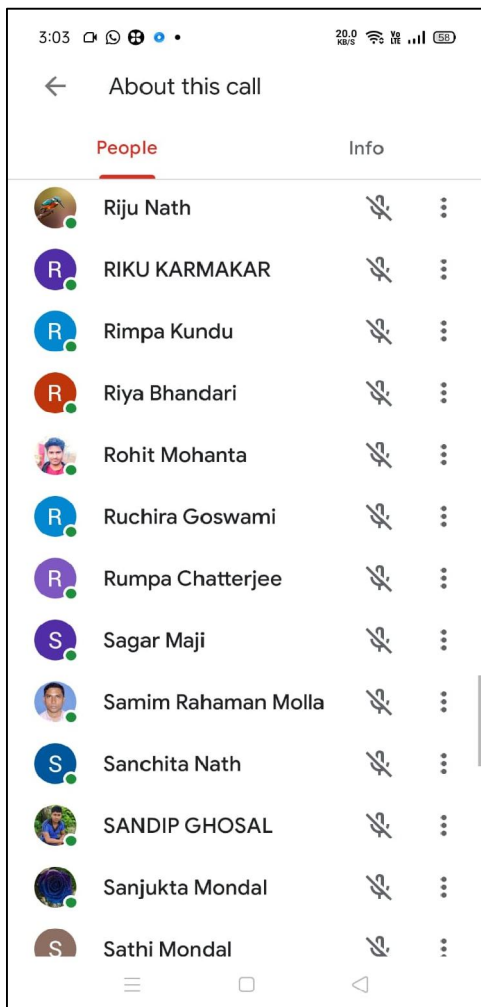 3:03 20.0 KB/S Vo LTE 58
About this call
People Info
Riju Nath
R RIKU KARMAKAR
R Rimpa Kundu
R Riya Bhandari
Rohit Mohanta
R Ruchira Goswami
R Rumpa Chatterjee
S Sagar Maji
Samim Rahaman Molla
S Sanchita Nath
SANDIP GHOSAL
Sanjukta Mondal
S Sathi Mondal